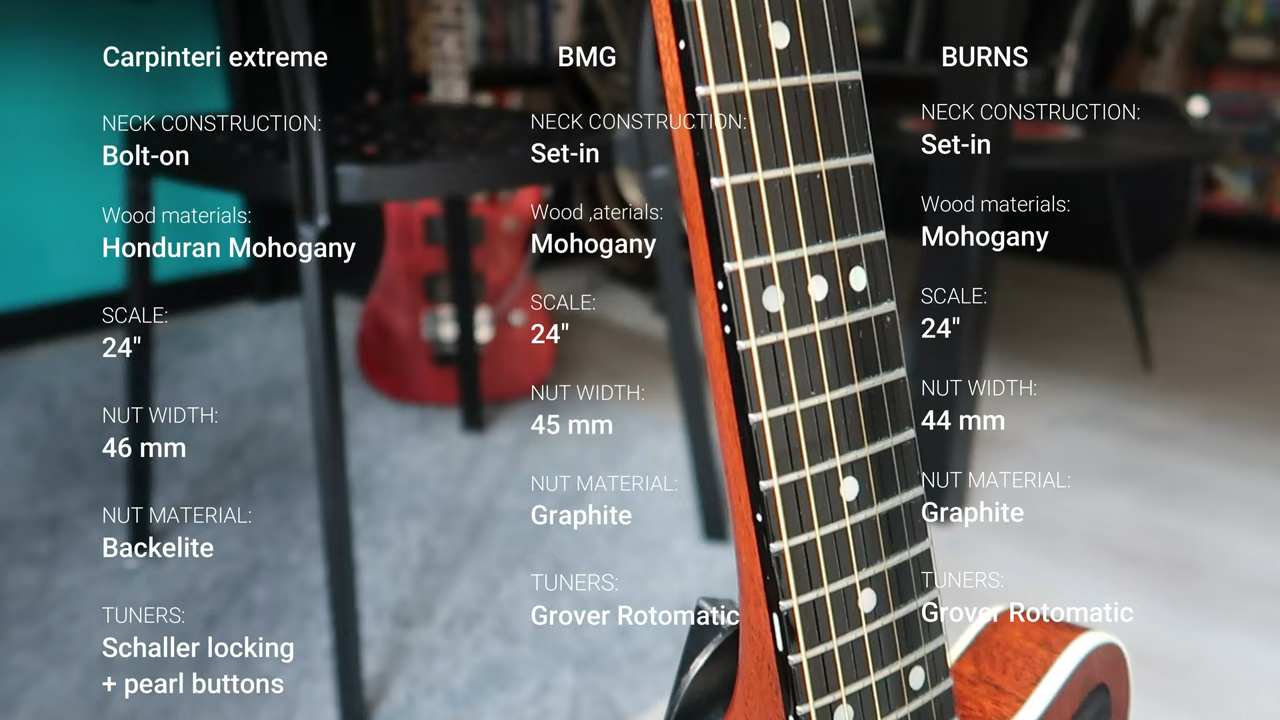 Carpinteri extreme
NECK CONSTRUCTION:
Bolt-on
Wood materials:
Honduran Mohogany
SCALE:
24"
NUT WIDTH:
46 mm
NUT MATERIAL:
Backelite
TUNERS:
Schaller locking
+ pearl buttons
BMG
NECK CONSTRUCTION:
Set-in
Wood ,aterials:
Mohogany
SCALE:
24"
NUT WIDTH:
45 mm
NUT MATERIAL:
Graphite
TUNERS:
Grover Rotomatic
BURNS
NECK CONSTRUCTION:
Set-in
Wood materials:
Mohogany
SCALE:
24"
NUT WIDTH:
44 mm
NUT MATERIAL:
Graphite
TUNERS:
Grover Rotomatic